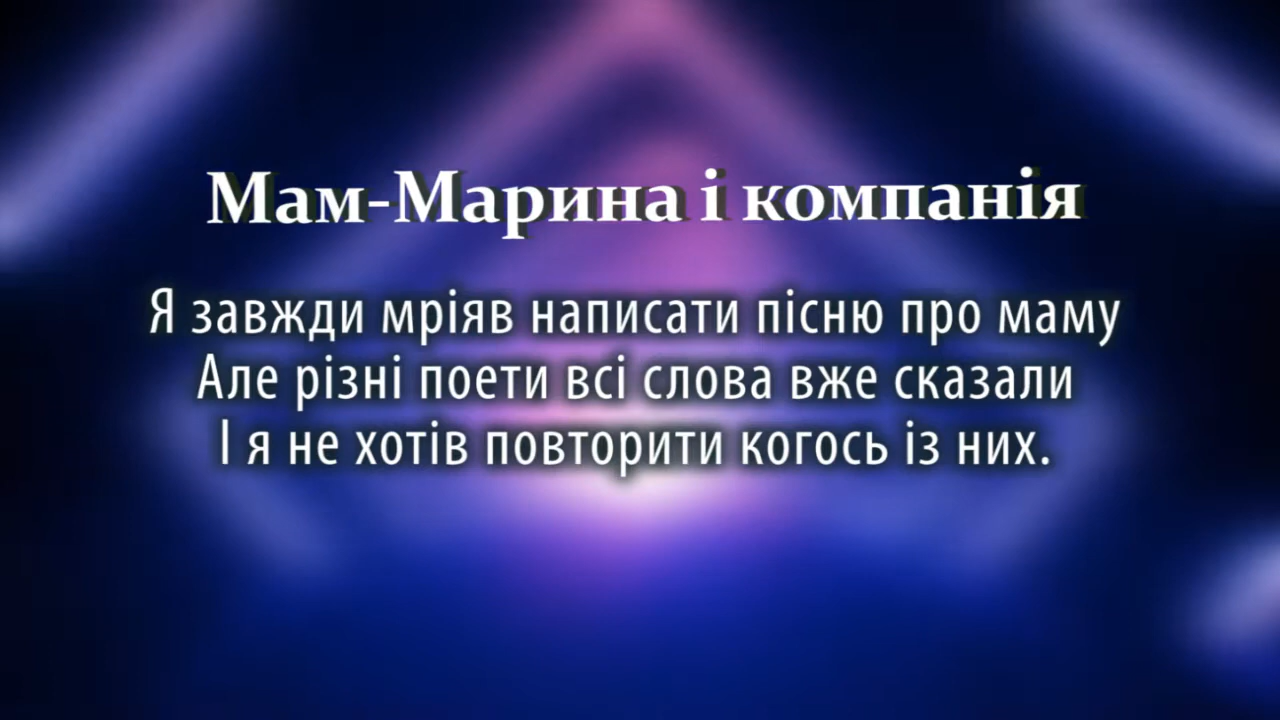 Мам-Марина і компанія
Я завжди мріяв написати пісню про маму
Але різні поети всі слова вже сказали
І я не хотів повторити когось із них.